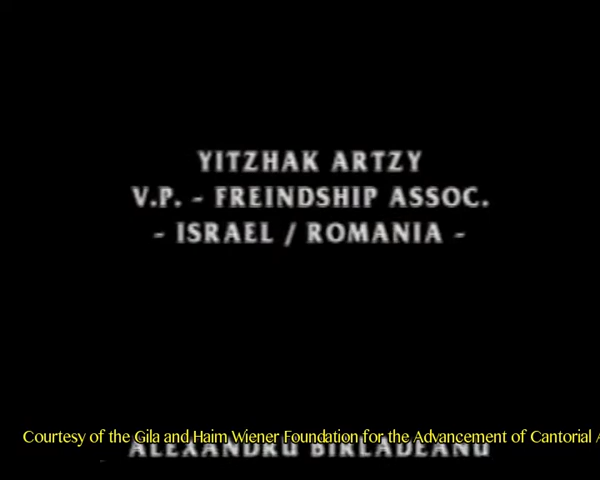 YITZHAK ARTZY
V.P. - FREINDSHIP ASSOC.
- ISRAEL / ROMANIA -
Courtesy of the Gila and Haim Wiener Foundation for the Advancement of Cantorial A
ALEXANDRU BIRLADEANU